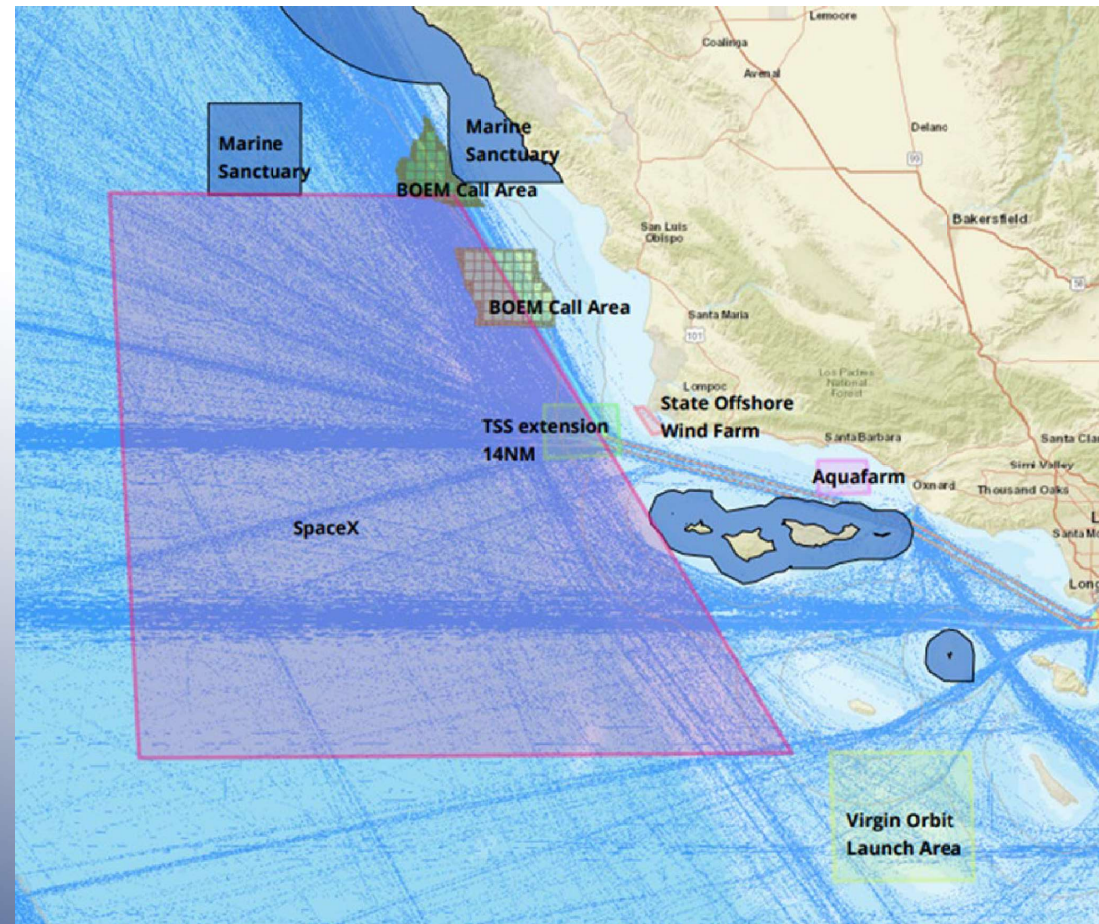 Lemoore
Coalinga
Avenal
Delano
99
Marine
Sanctuary
Marine
Sanctuary
BOEM Call Area
Bakersfield
San Luis
Obispo
58
BOEM Call Area
Santa Maria
101
Los Padres
National
Forest
Lompoc
State Offshore
Wind Farm
TSS extension
14NM
Santa Barbara
Santa Cla
Simi Valley
Aquafarm
Oxnard
Thousand Oaks
L
Santa Mo
SpaceX
Long
Virgin Orbit
Launch Area